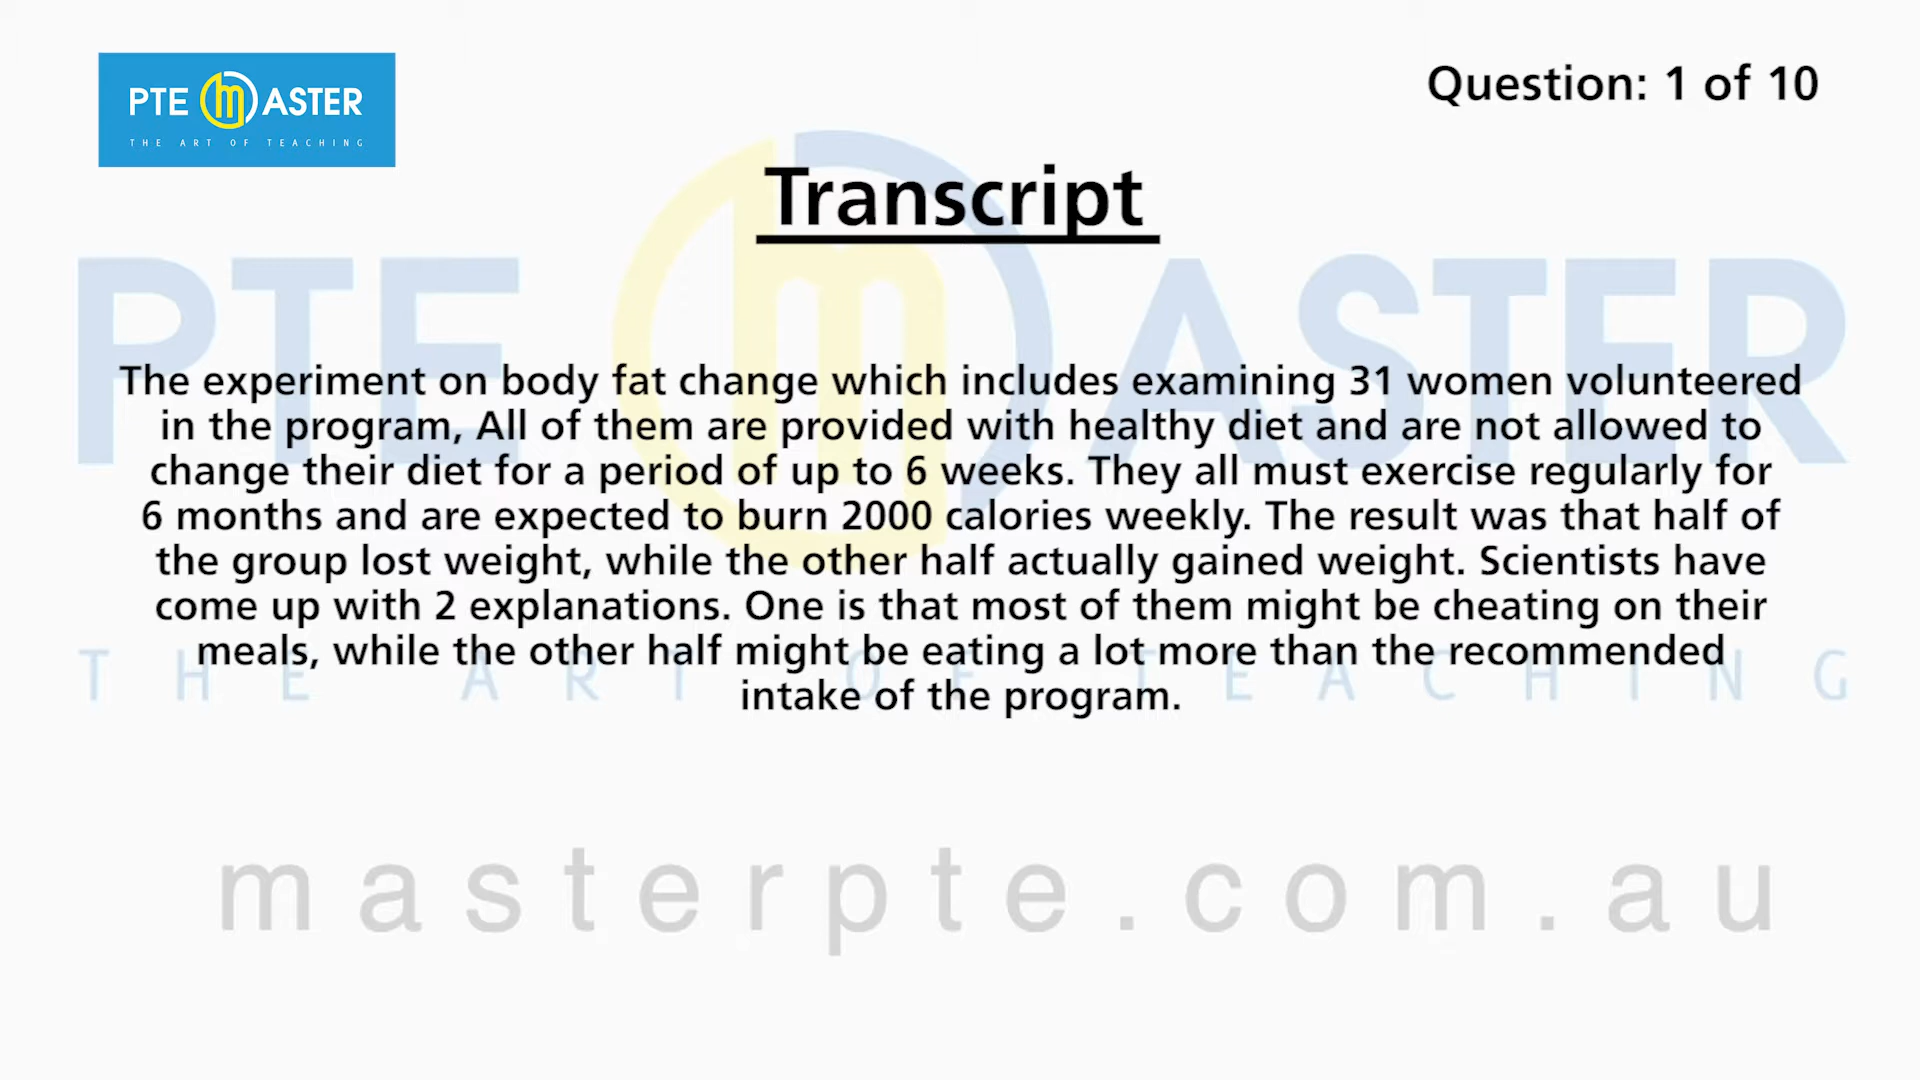 PTE MASTER
THE ART OF TEACHING
Question: 1 of 10
Transcript
The experiment on body fat change which includes examining 31 women volunteered
in the program, All of them are provided with healthy diet and are not allowed to
change their diet for a period of up to 6 weeks. They all must exercise regularly for
6 months and are expected to burn 2000 calories weekly. The result was that half of
the group lost weight, while the other half actually gained weight. Scientists have
come up with 2 explanations. One is that most of them might be cheating on their
meals, while the other half might be eating a lot more than the recommended
intake of the program.
PTE MASTER
THE ART OF TEACHING
masterpte.com.au